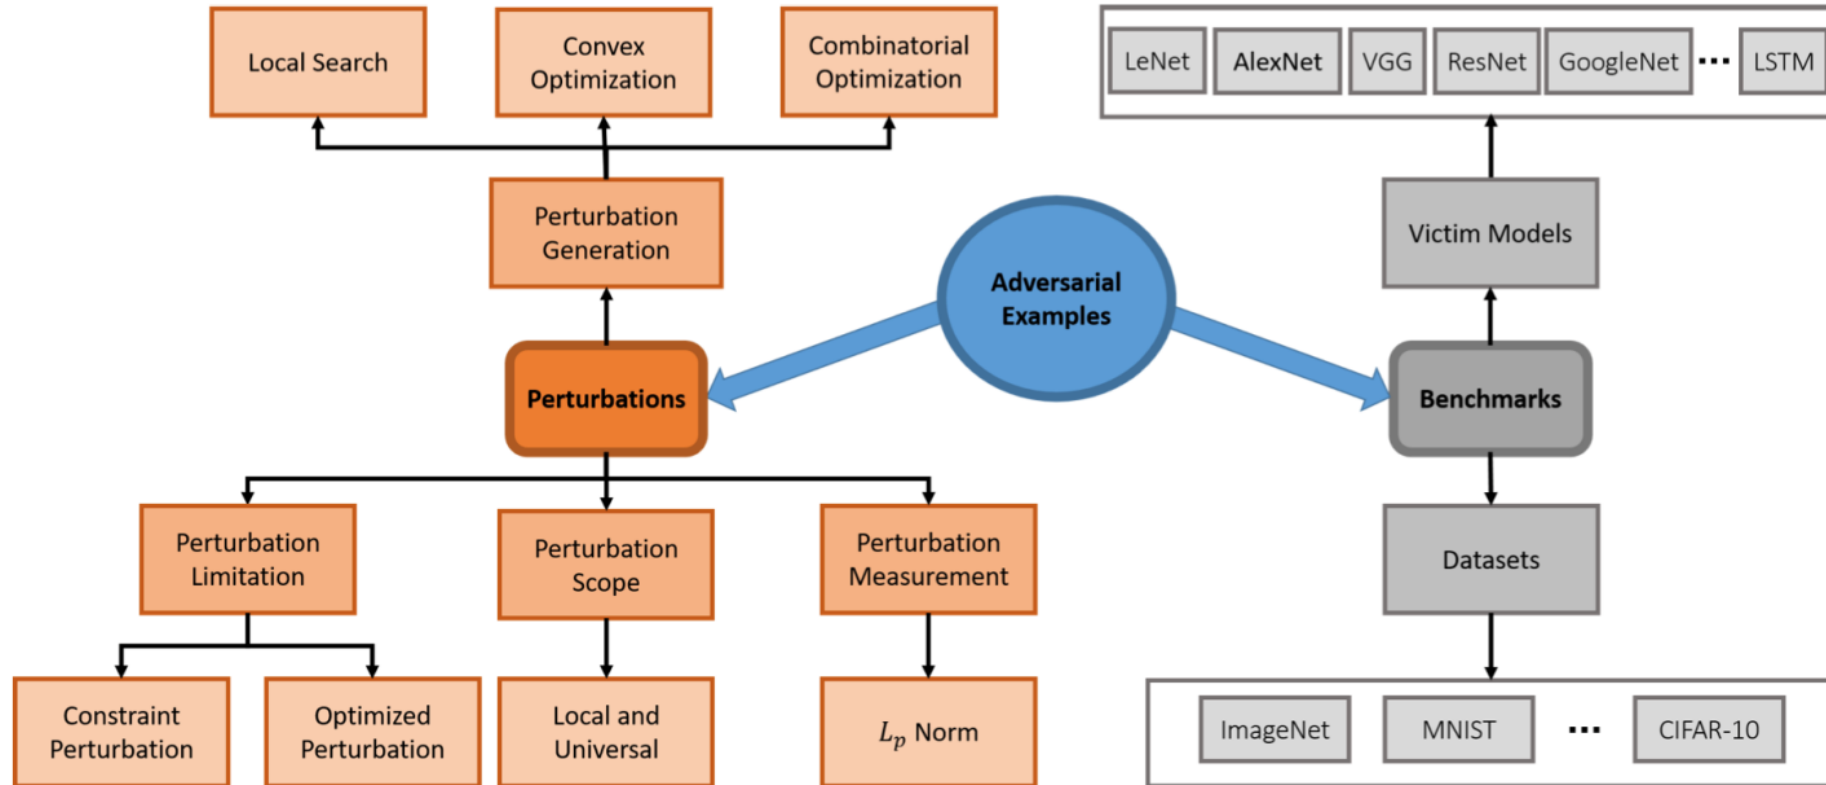 Local Search
Convex
Optimization
Combinatorial
Optimization
LeNet
AlexNet
VGG
ResNet
GoogleNet
...
LSTM
Perturbation
Generation
Adversarial
Examples
Victim Models
Perturbations
Benchmarks
Perturbation
Limitation
Perturbation
Scope
Perturbation
Measurement
Datasets
Constraint
Perturbation
Optimized
Perturbation
Local and
Universal
Lₚ Norm
ImageNet
MNIST
...
CIFAR-10